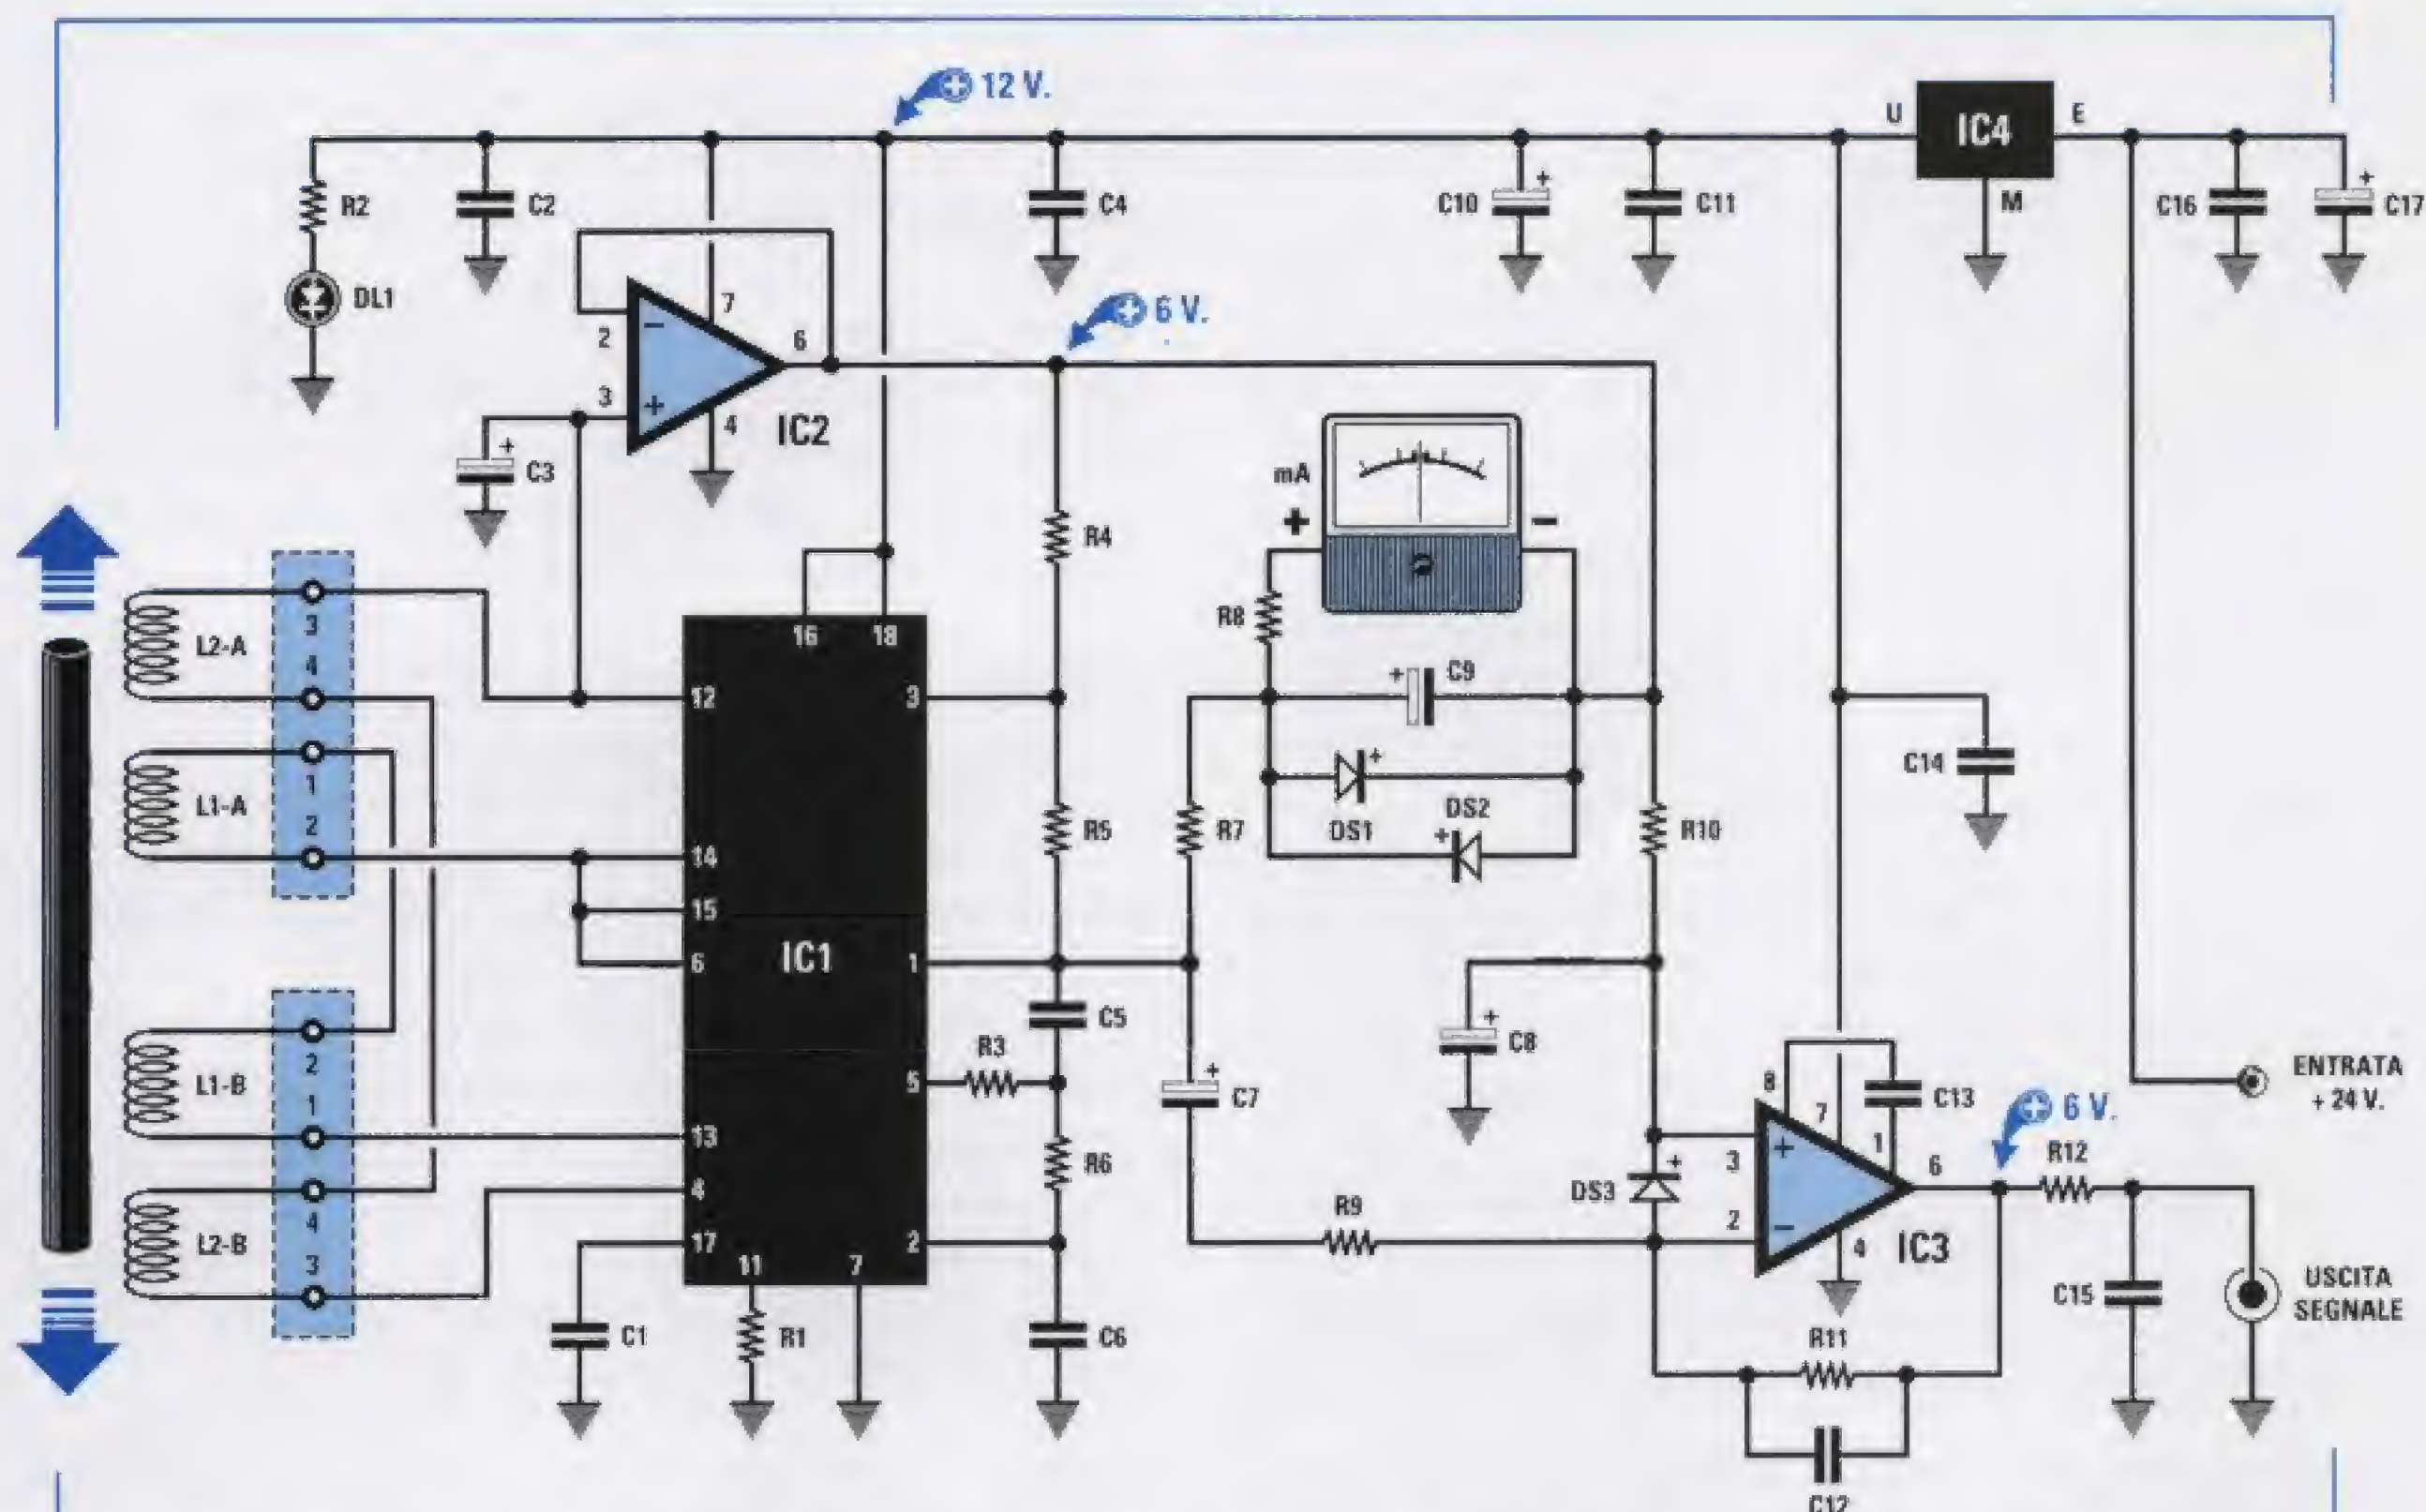 + 12 V.
U
IC4
E
M
R2
C2
C4
C10
+
C11
C16
+
C17
DL1
7
2
−
6
+ 6 V.
3
+
4
IC2
+
C3
mA
+
−
R4
R8
3
L2-A
4
16
18
12
3
+
C9
1
L1-A
2
14
15
6
IC1
1
R5
R7
+
DS1
DS2
+
R10
C14
C5
R3
5
2
L1-B
1
13
4
L2-B
3
4
17
11
7
2
R6
+
C7
+
C8
8
7
C13
1
+
3
DS3
+
2
−
4
6
IC3
+ 6 V.
R12
R9
ENTRATA
+ 24 V.
C1
R1
C6
R11
C12
C15
USCITA
SEGNALE